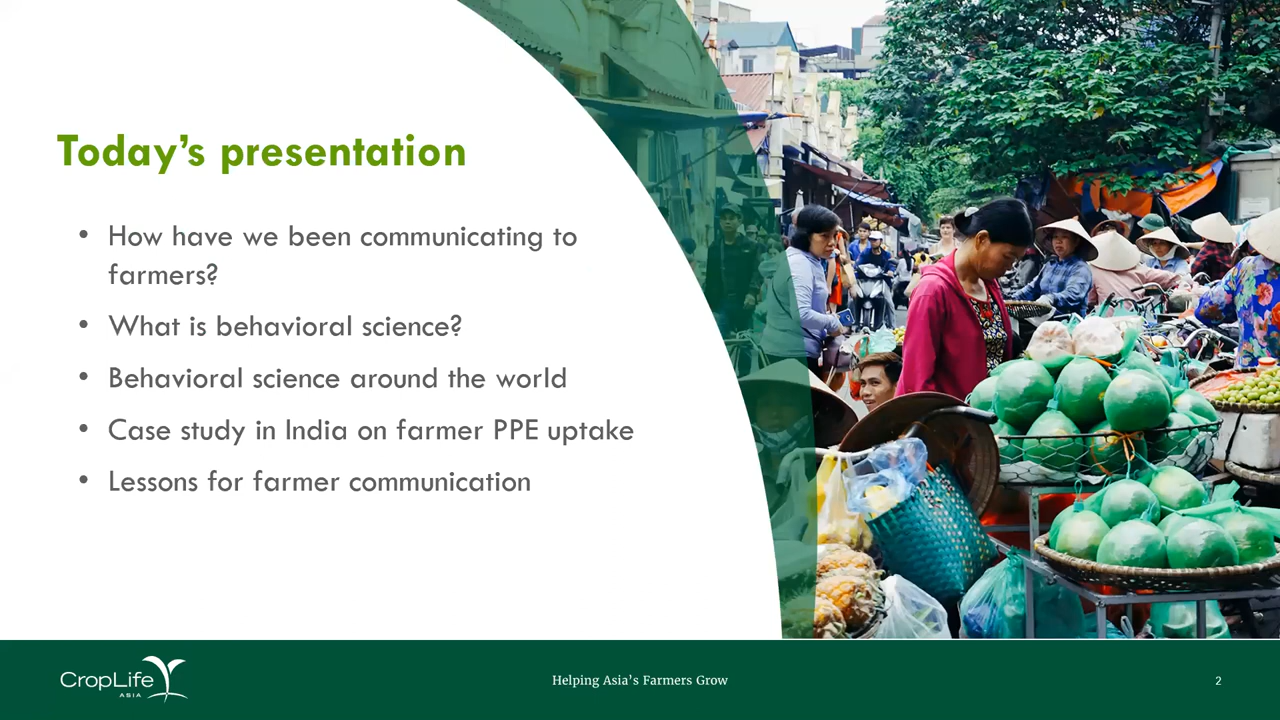 Today’s presentation
• How have we been communicating to
farmers?
• What is behavioral science?
• Behavioral science around the world
• Case study in India on farmer PPE uptake
• Lessons for farmer communication
CropLife
ASIA
Helping Asia’s Farmers Grow
2